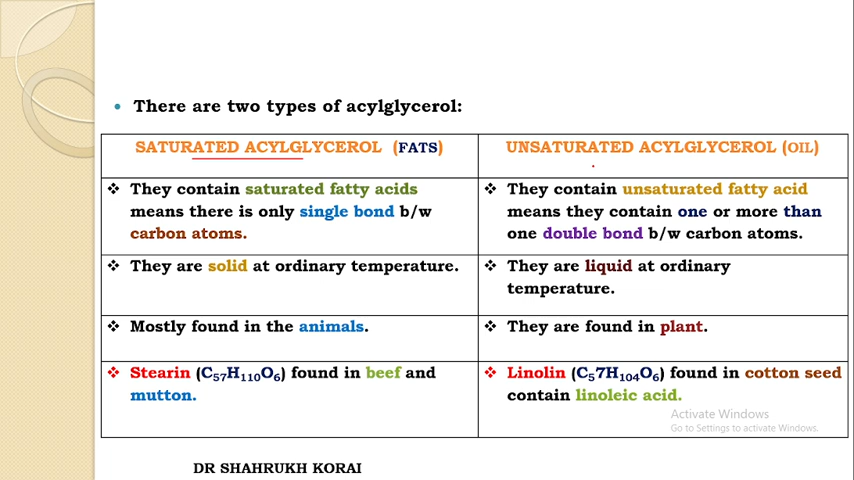 There are two types of acylglycerol:
SATURATED ACYLGLYCEROL (FATS)
UNSATURATED ACYLGLYCEROL (OIL)
❖ They contain saturated fatty acids
means there is only single bond b/w
carbon atoms.
❖ They contain unsaturated fatty acid
means they contain one or more than
one double bond b/w carbon atoms.
❖ They are solid at ordinary temperature.
❖ They are liquid at ordinary
temperature.
❖ Mostly found in the animals.
❖ They are found in plant.
❖ Stearin (C₅₇H₁₁₀O₆) found in beef and
mutton.
❖ Linolin (C₅7H₁₀₄O₆) found in cotton seed
contain linoleic acid.
Activate Windows
Go to Settings to activate Windows.
DR SHAHRUKH KORAI